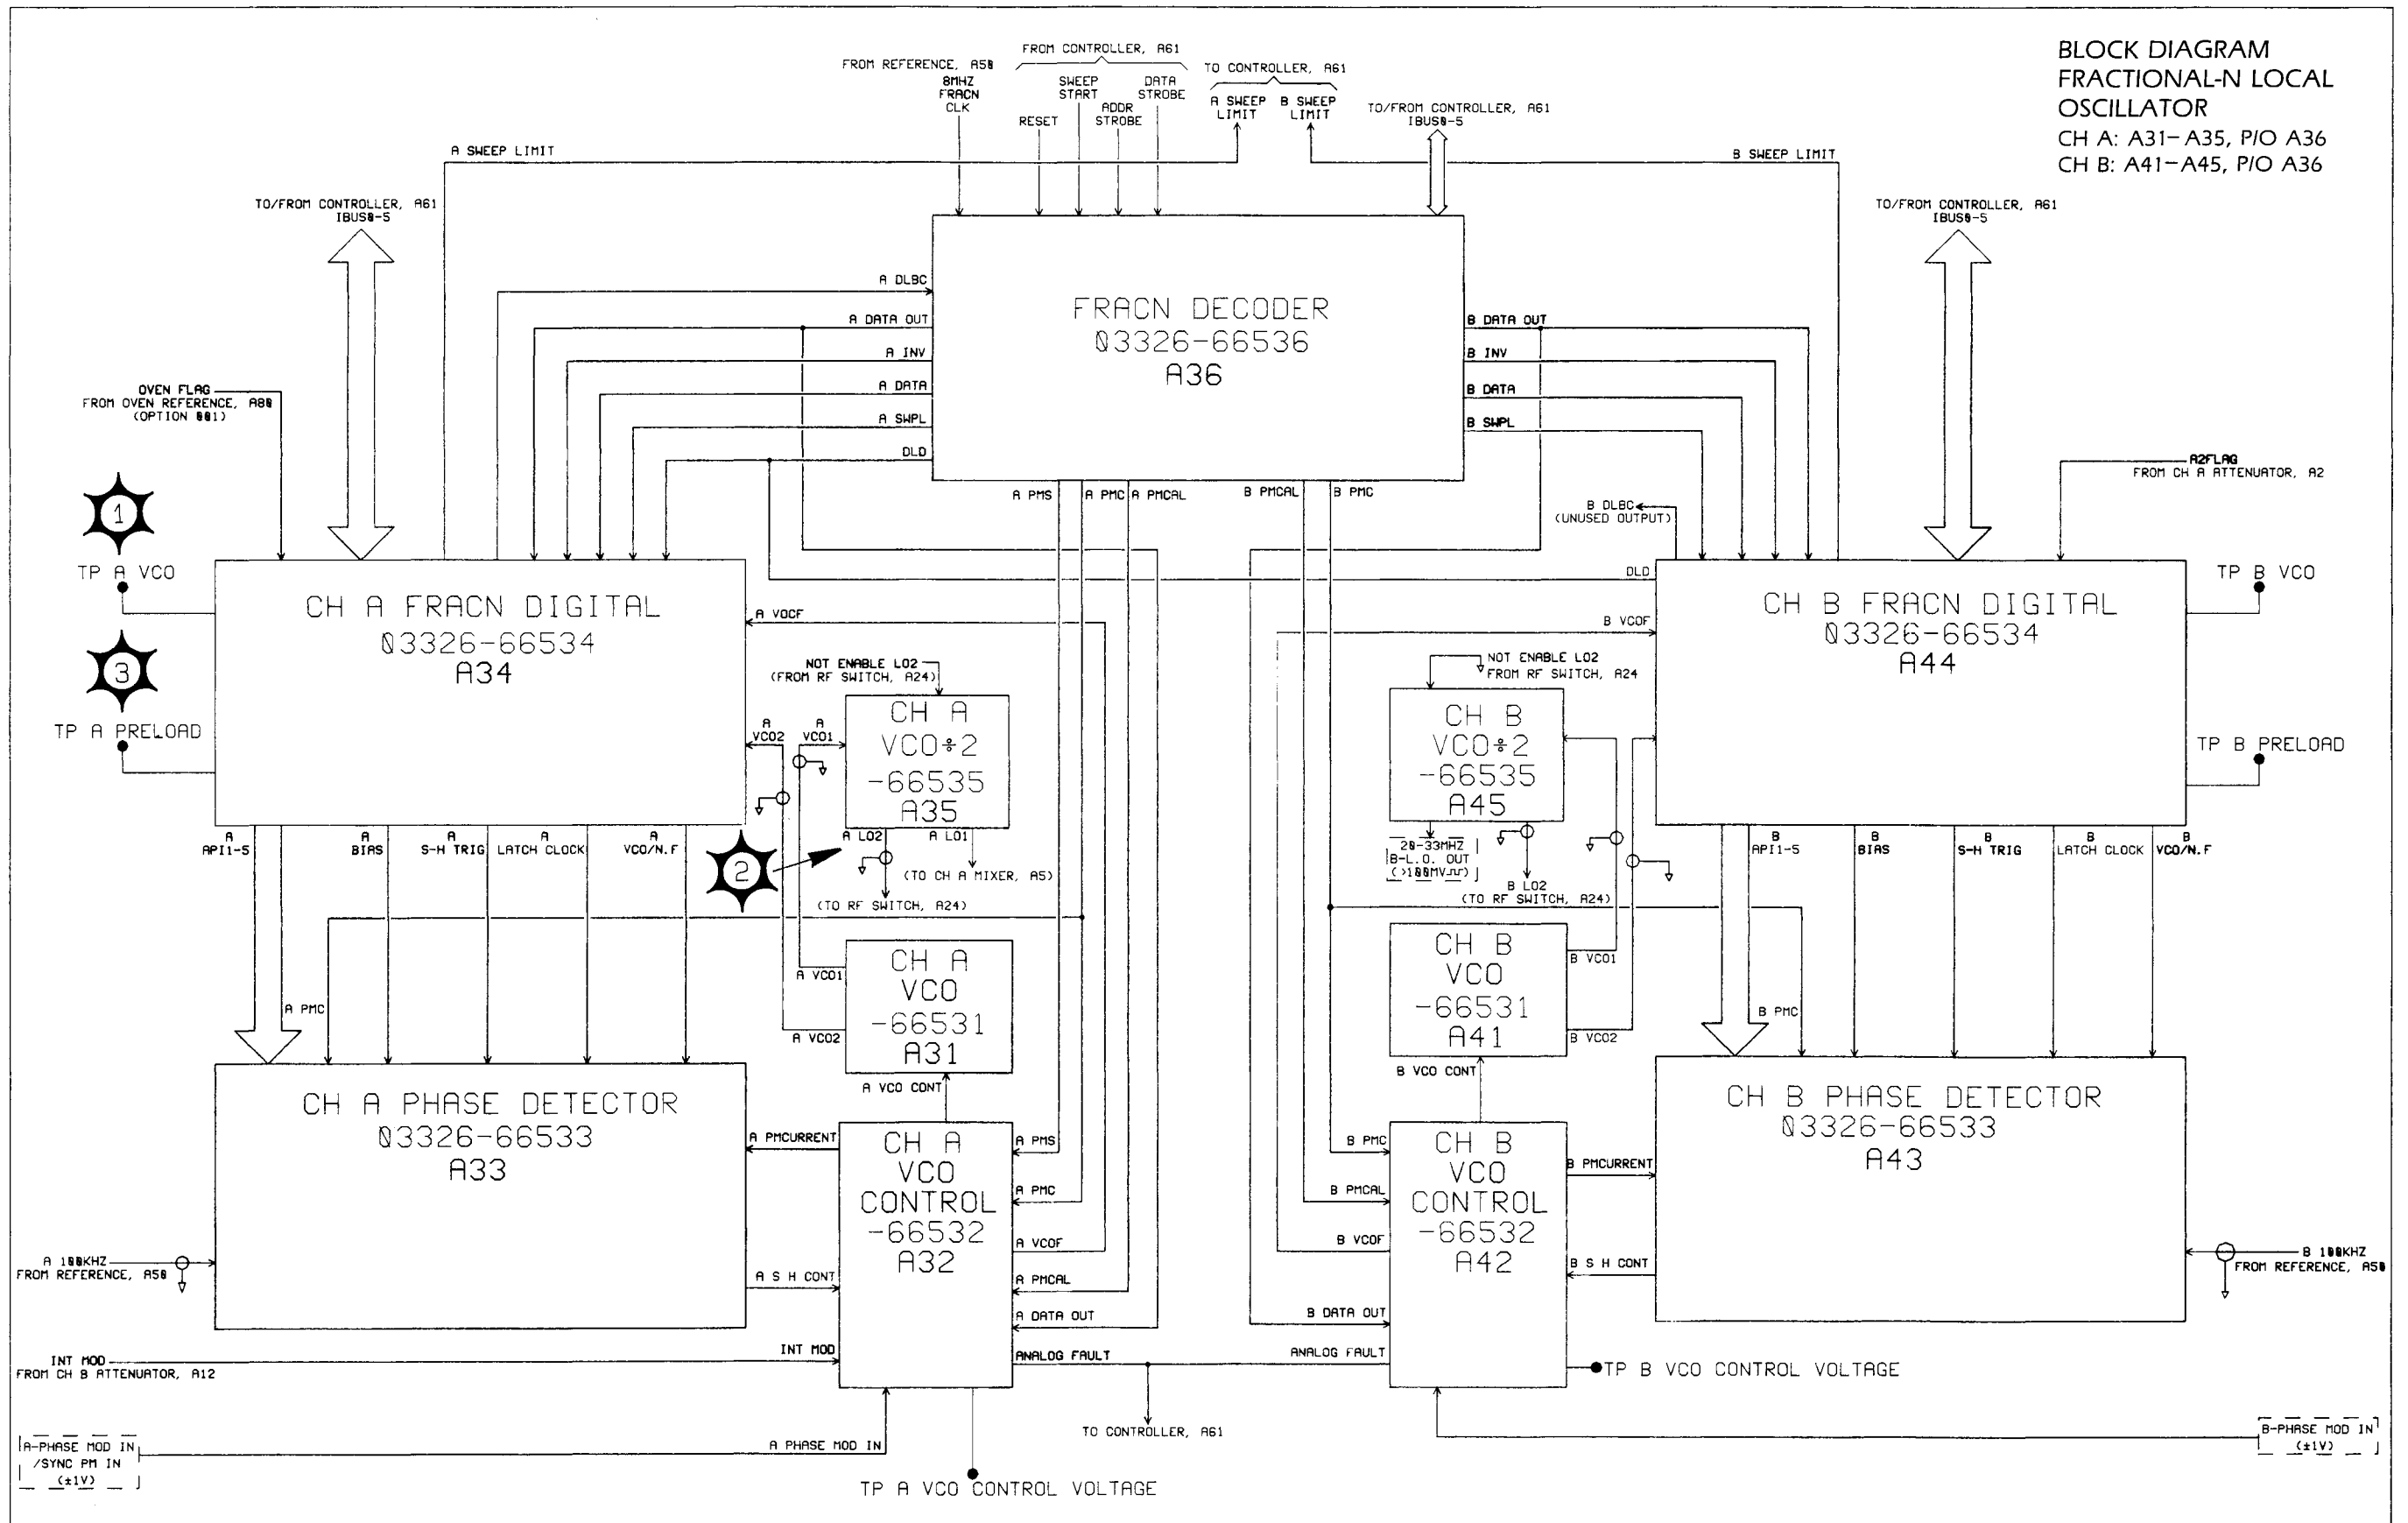 BLOCK DIAGRAM
FRACTIONAL-N LOCAL
OSCILLATOR
CH A: A31–A35, P/O A36
CH B: A41–A45, P/O A36
FROM REFERENCE, A50
8MHZ
FRACN
CLK
FROM CONTROLLER, A61
RESET
SWEEP
START
ADDR
STROBE
DATA
STROBE
TO CONTROLLER, A61
A SWEEP
LIMIT
B SWEEP
LIMIT
TO/FROM CONTROLLER, A61
IBUS0-5
A SWEEP LIMIT
B SWEEP LIMIT
TO/FROM CONTROLLER, A61
IBUS0-5
TO/FROM CONTROLLER, A61
IBUS0-5
FRACN DECODER
03326-66536
A36
A DLBC
A DATA OUT
A INV
A DATA
A SWPL
DLD
B DATA OUT
B INV
B DATA
B SWPL
A PMS
A PMC
A PMCAL
B PMCAL
B PMC
OVEN FLAG
FROM OVEN REFERENCE, A80
(OPTION 001)
A2FLAG
FROM CH A ATTENUATOR, A2
B DLBC
(UNUSED OUTPUT)
DLD
1
TP A VCO
3
TP A PRELOAD
CH A FRACN DIGITAL
03326-66534
A34
A VOCF
A
VCO2
A
VCO1
NOT ENABLE LO2
(FROM RF SWITCH, A24)
CH A
VCO÷2
-66535
A35
A LO2
A LO1
2
(TO CH A MIXER, A5)
(TO RF SWITCH, A24)
B VCOF
NOT ENABLE LO2
FROM RF SWITCH, A24
CH B
VCO÷2
-66535
A45
20-33MHZ
B-L.O. OUT
(>100MV)
B LO2
(TO RF SWITCH, A24)
CH B FRACN DIGITAL
03326-66534
A44
TP B VCO
TP B PRELOAD
A
API1-5
A
BIAS
A
S-H TRIG
A
LATCH CLOCK
A
VCO/N.F
B
API1-5
B
BIAS
B
S-H TRIG
B
LATCH CLOCK
B
VCO/N.F
A PMC
B PMC
CH A
VCO
-66531
A31
A VCO1
A VCO2
A VCO CONT
CH B
VCO
-66531
A41
B VCO1
B VCO2
B VCO CONT
CH A PHASE DETECTOR
03326-66533
A33
A PMCURRENT
A S H CONT
CH A
VCO
CONTROL
-66532
A32
A PMS
A PMC
A VCOF
A PMCAL
A DATA OUT
ANALOG FAULT
B PMC
B PMCAL
B VCOF
B DATA OUT
ANALOG FAULT
CH B
VCO
CONTROL
-66532
A42
B PMCURRENT
B S H CONT
CH B PHASE DETECTOR
03326-66533
A43
A 100KHZ
FROM REFERENCE, A50
B 100KHZ
FROM REFERENCE, A50
INT MOD
FROM CH B ATTENUATOR, A12
INT MOD
TP B VCO CONTROL VOLTAGE
TO CONTROLLER, A61
A-PHASE MOD IN
/SYNC PM IN
(±1V)
A PHASE MOD IN
TP A VCO CONTROL VOLTAGE
B-PHASE MOD IN
(±1V)